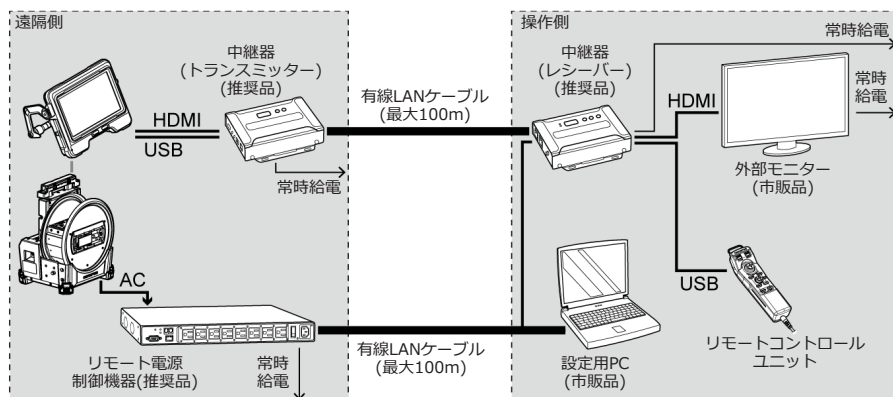 遠隔側
操作側
中継器
(トランスミッター)
(推奨品)
HDMI
USB
常時給電
有線LANケーブル
(最大100m)
中継器
(レシーバー)
(推奨品)
常時給電
HDMI
常時
給電
外部モニター
(市販品)
AC
リモート電源
制御機器(推奨品)
常時
給電
有線LANケーブル
(最大100m)
設定用PC
(市販品)
USB
リモートコントロール
ユニット